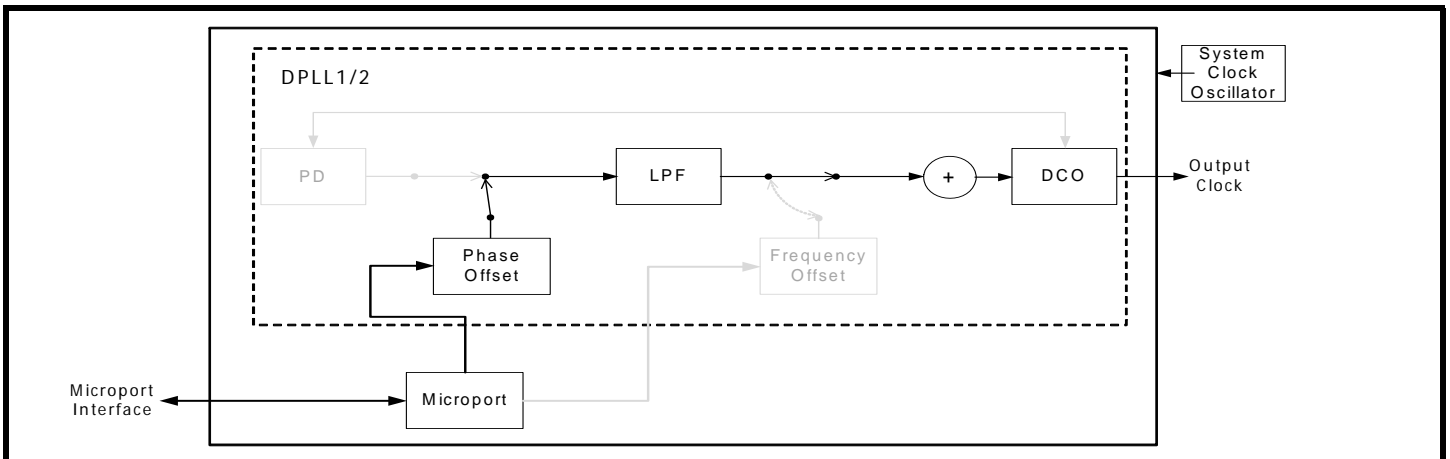 System
Clock
Oscillator
DPLL1/2
PD
LPF
+
DCO
Output
Clock
Phase
Offset
Frequency
Offset
Microport
Interface
Microport